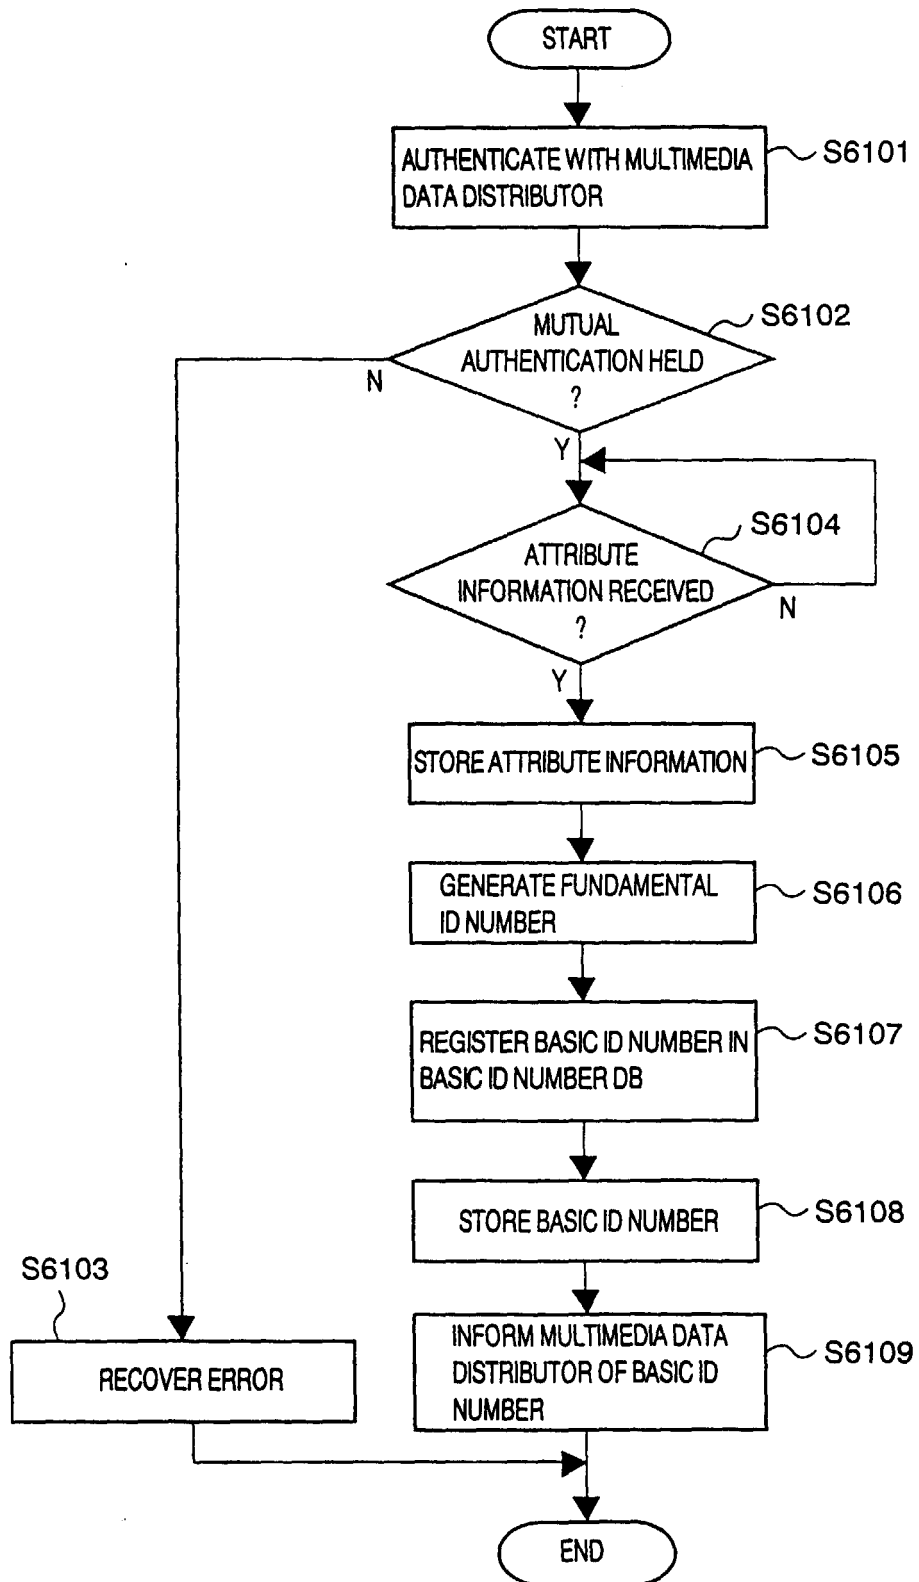 START
AUTHENTICATE WITH MULTIMEDIA
DATA DISTRIBUTOR
S6101
MUTUAL
AUTHENTICATION HELD
?
S6102
N
Y
ATTRIBUTE
INFORMATION RECEIVED
?
S6104
N
Y
STORE ATTRIBUTE INFORMATION
S6105
GENERATE FUNDAMENTAL
ID NUMBER
S6106
REGISTER BASIC ID NUMBER IN
BASIC ID NUMBER DB
S6107
STORE BASIC ID NUMBER
S6108
S6103
RECOVER ERROR
INFORM MULTIMEDIA DATA
DISTRIBUTOR OF BASIC ID
NUMBER
S6109
END